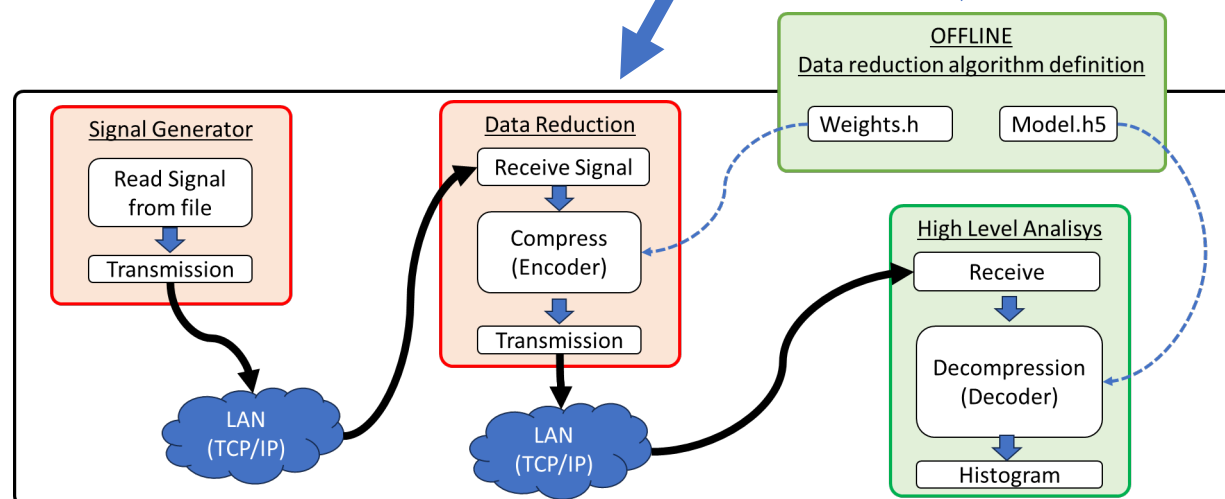 OFFLINE
Data reduction algorithm definition
Weights.h
Model.h5
Signal Generator
Read Signal
from file
Transmission
LAN
(TCP/IP)
Data Reduction
Receive Signal
Compress
(Encoder)
Transmission
LAN
(TCP/IP)
High Level Analisys
Receive
Decompression
(Decoder)
Histogram